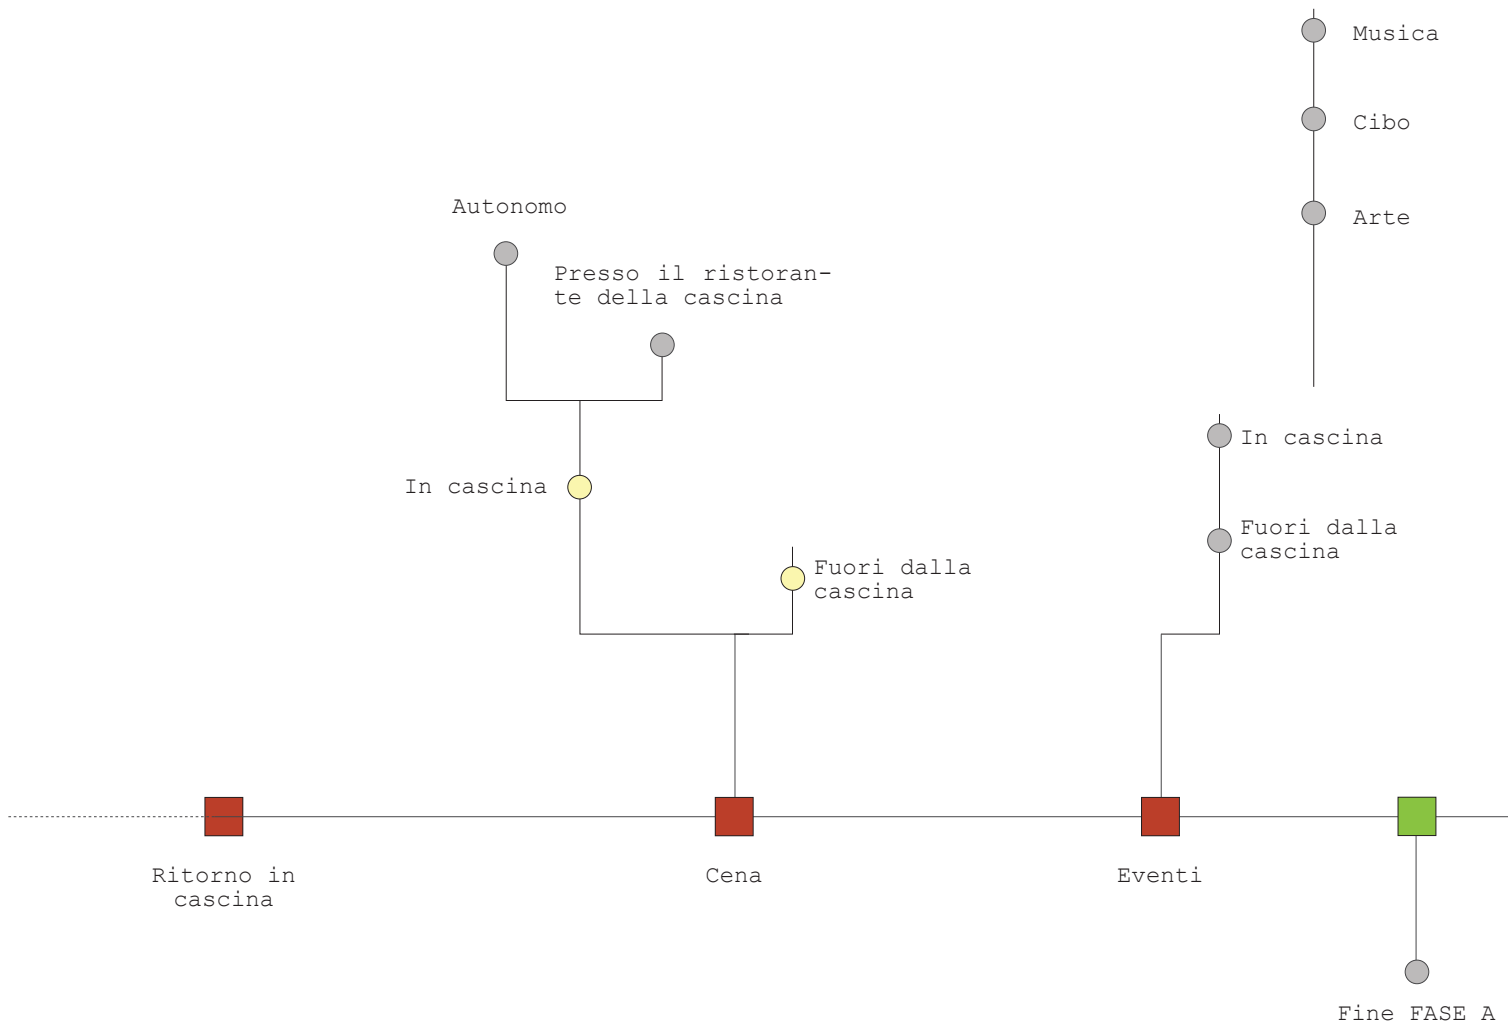 Musica
Cibo
Arte
Autonomo
Presso il ristoran-
te della cascina
In cascina
In cascina
Fuori dalla
cascina
Fuori dalla
cascina
Ritorno in
cascina
Cena
Eventi
Fine FASE A